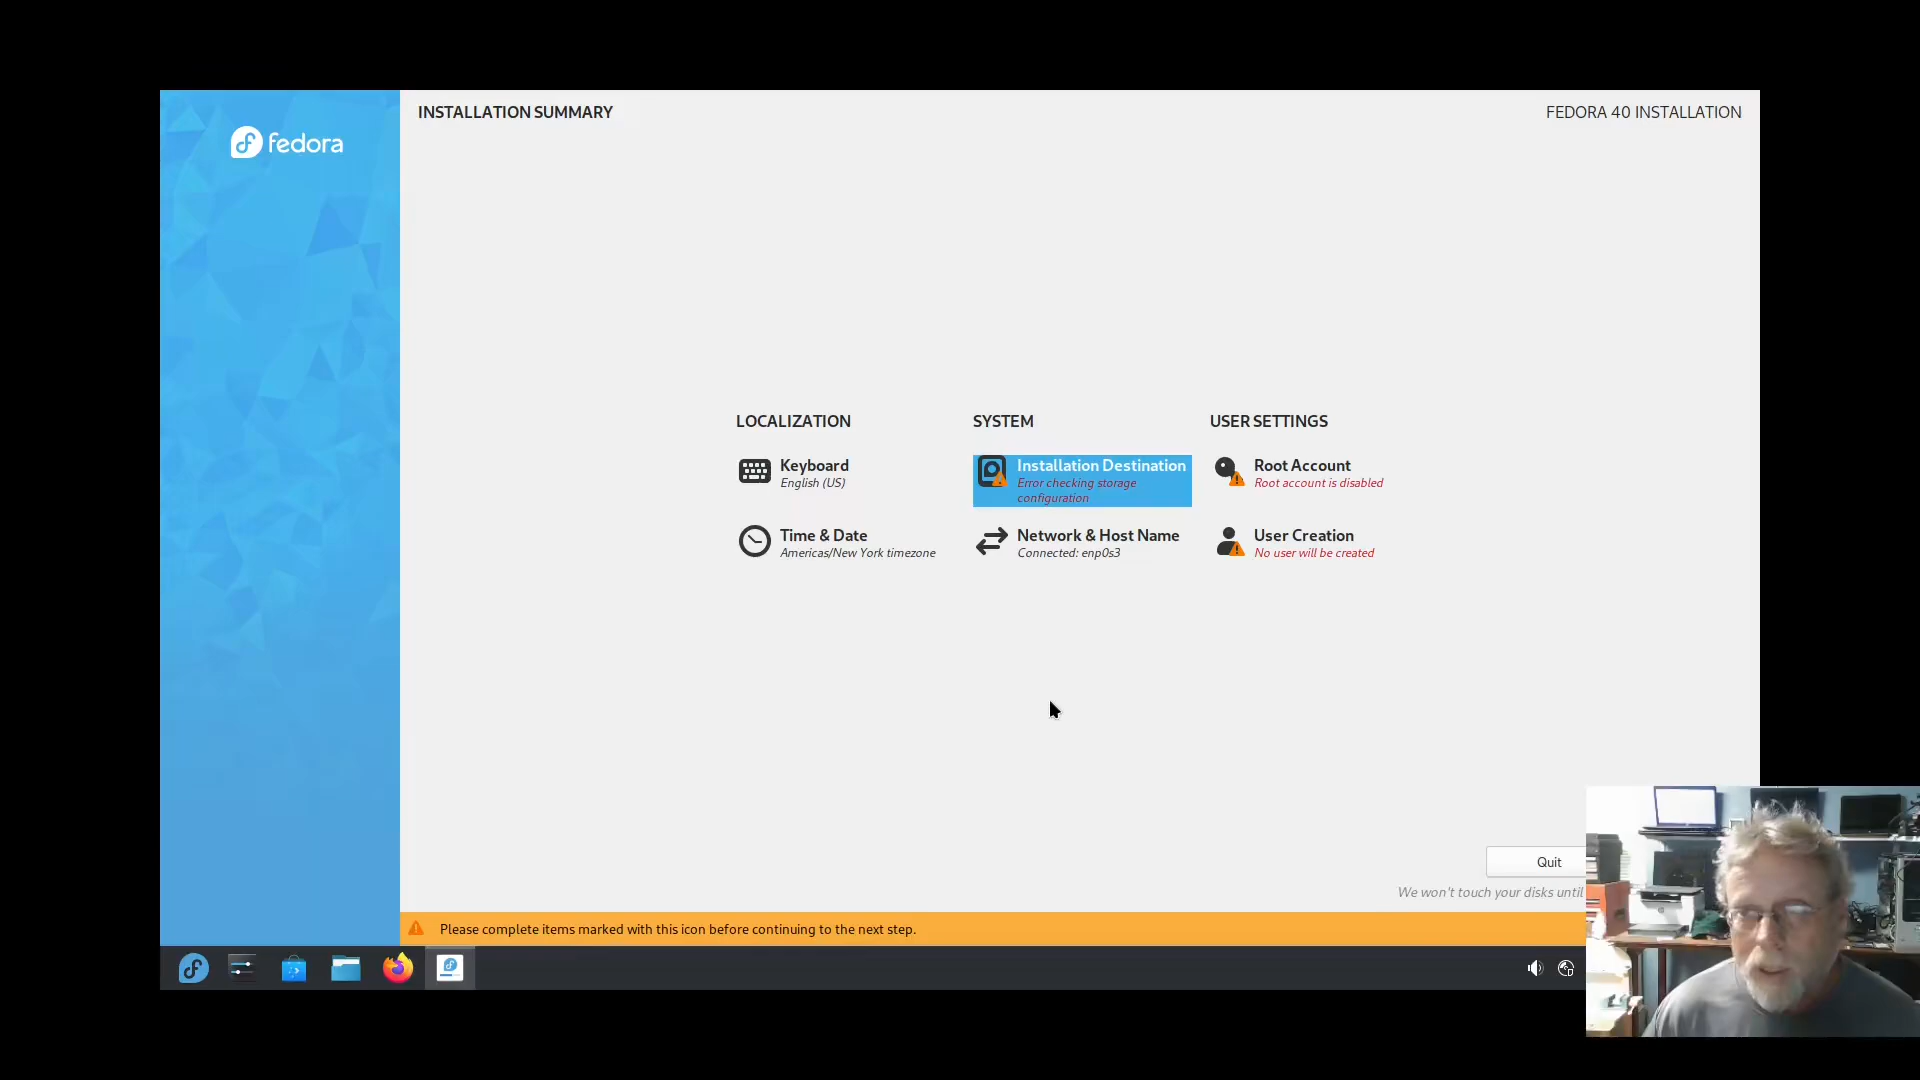 fedora
INSTALLATION SUMMARY
FEDORA 40 INSTALLATION
LOCALIZATION
Keyboard
English (US)
Time & Date
Americas/New York timezone
SYSTEM
Installation Destination
Error checking storage
configuration
Network & Host Name
Connected: enp0s3
USER SETTINGS
Root Account
Root account is disabled
User Creation
No user will be created
Quit
We won't touch your disks until
Please complete items marked with this icon before continuing to the next step.